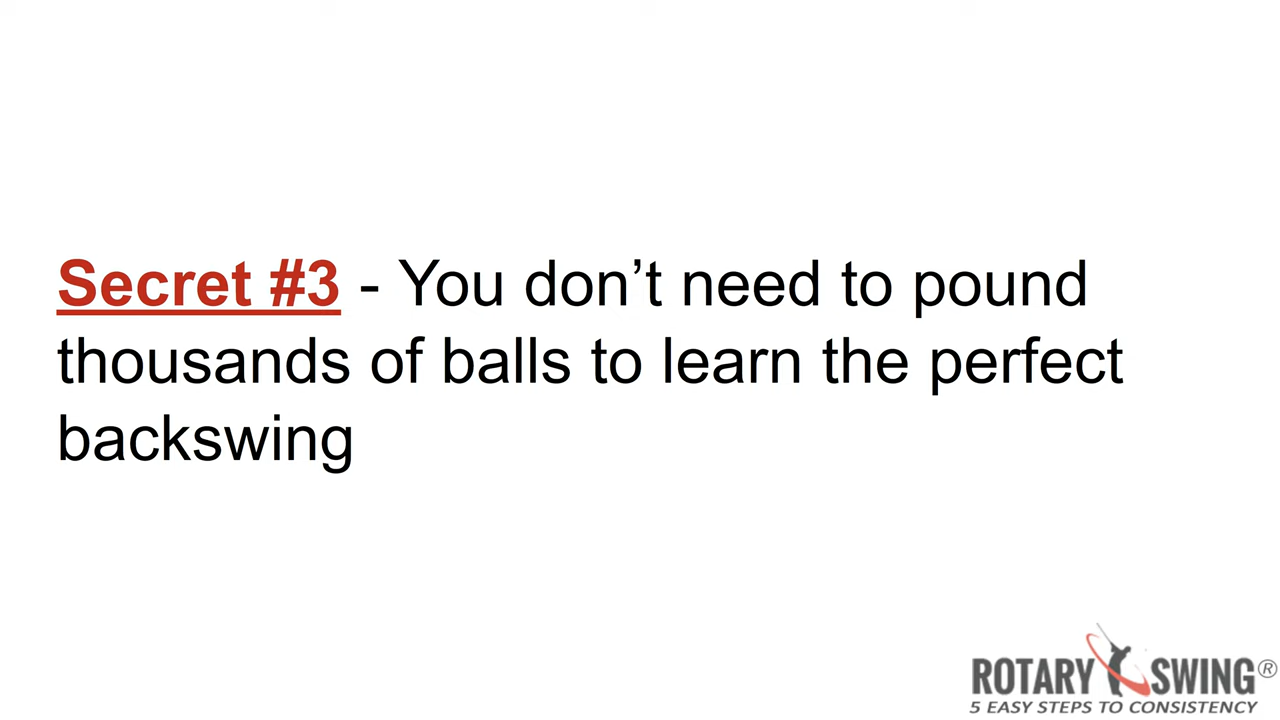 Secret #3 - You don’t need to pound
thousands of balls to learn the perfect
backswing
ROTARY SWING®
5 EASY STEPS TO CONSISTENCY